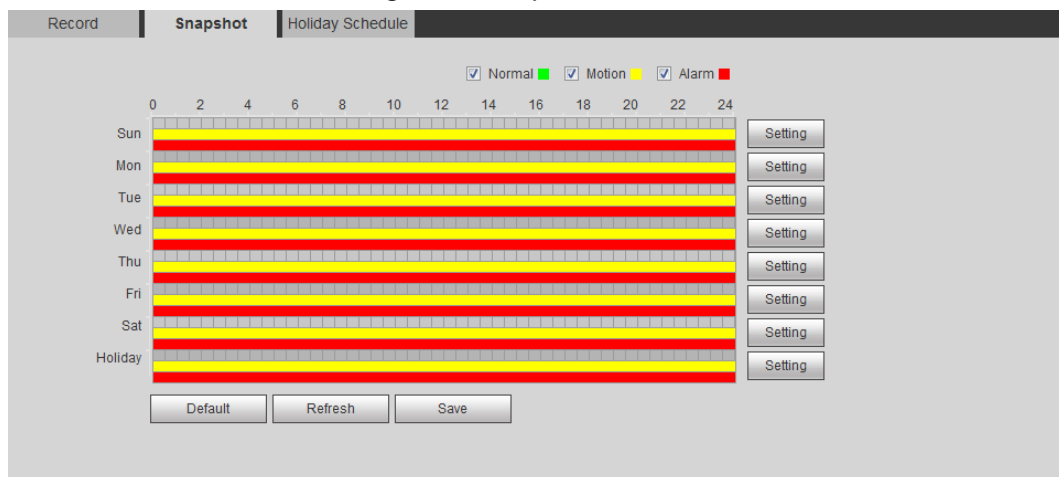 Record Snapshot Holiday Schedule
Normal Motion Alarm
0 2 4 6 8 10 12 14 16 18 20 22 24
Sun Setting
Mon Setting
Tue Setting
Wed Setting
Thu Setting
Fri Setting
Sat Setting
Holiday Setting
Default Refresh Save